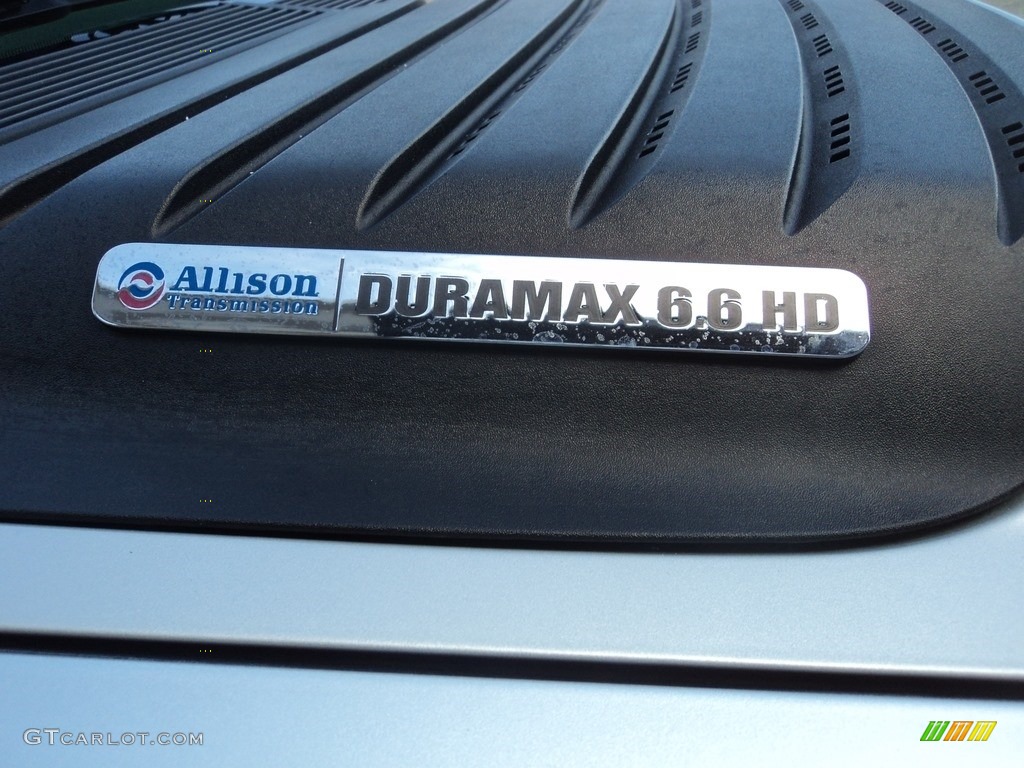 Allison
Transmission
DURAMAX 6.6 HD
GTCARLOT.COM